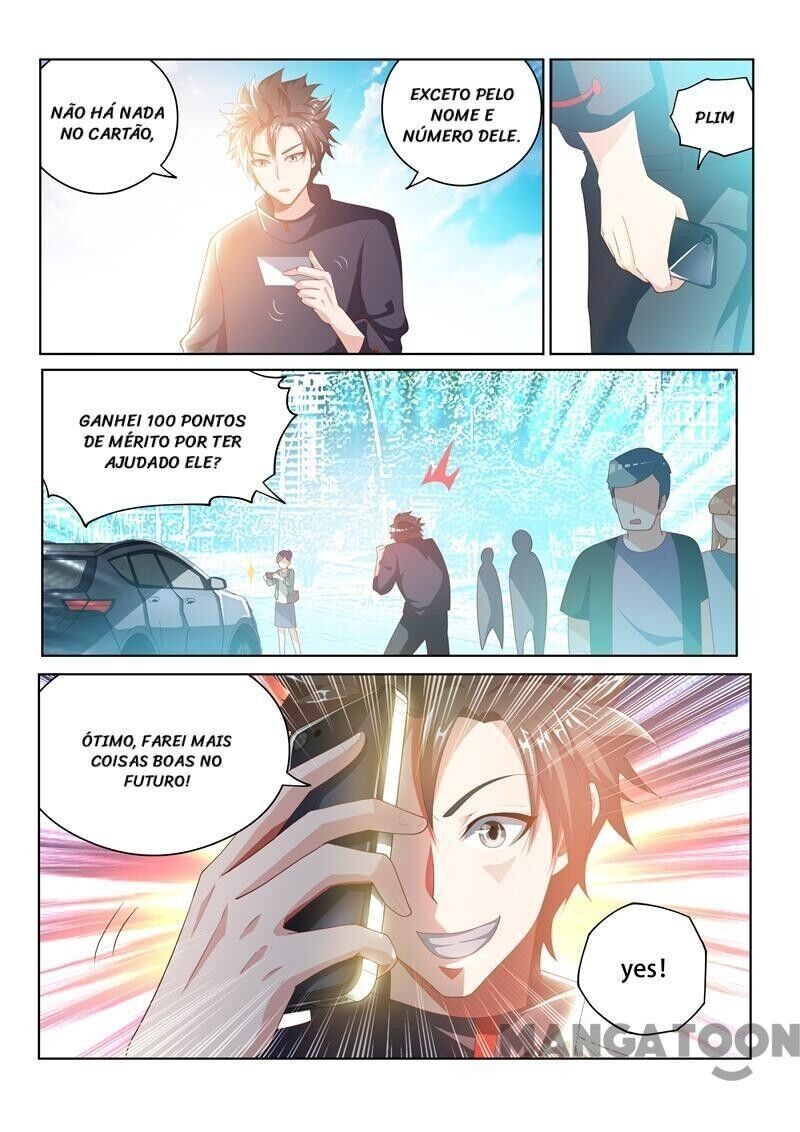 NÃO HÁ NADA
NO CARTÃO,
EXCETO PELO
NOME E
NÚMERO DELE.
PLIM
GANHEI 100 PONTOS
DE MÉRITO POR TER
AJUDADO ELE?
ÓTIMO, FAREI MAIS
COISAS BOAS NO
FUTURO!
yes!
MANGATOON